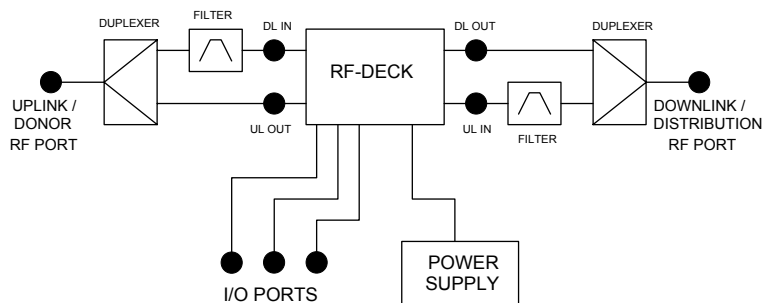 FILTER
DUPLEXER
DL IN
DL OUT
DUPLEXER
RF-DECK
UPLINK /
DONOR
RF PORT
UL OUT
UL IN
FILTER
DOWNLINK /
DISTRIBUTION
RF PORT
I/O PORTS
POWER
SUPPLY